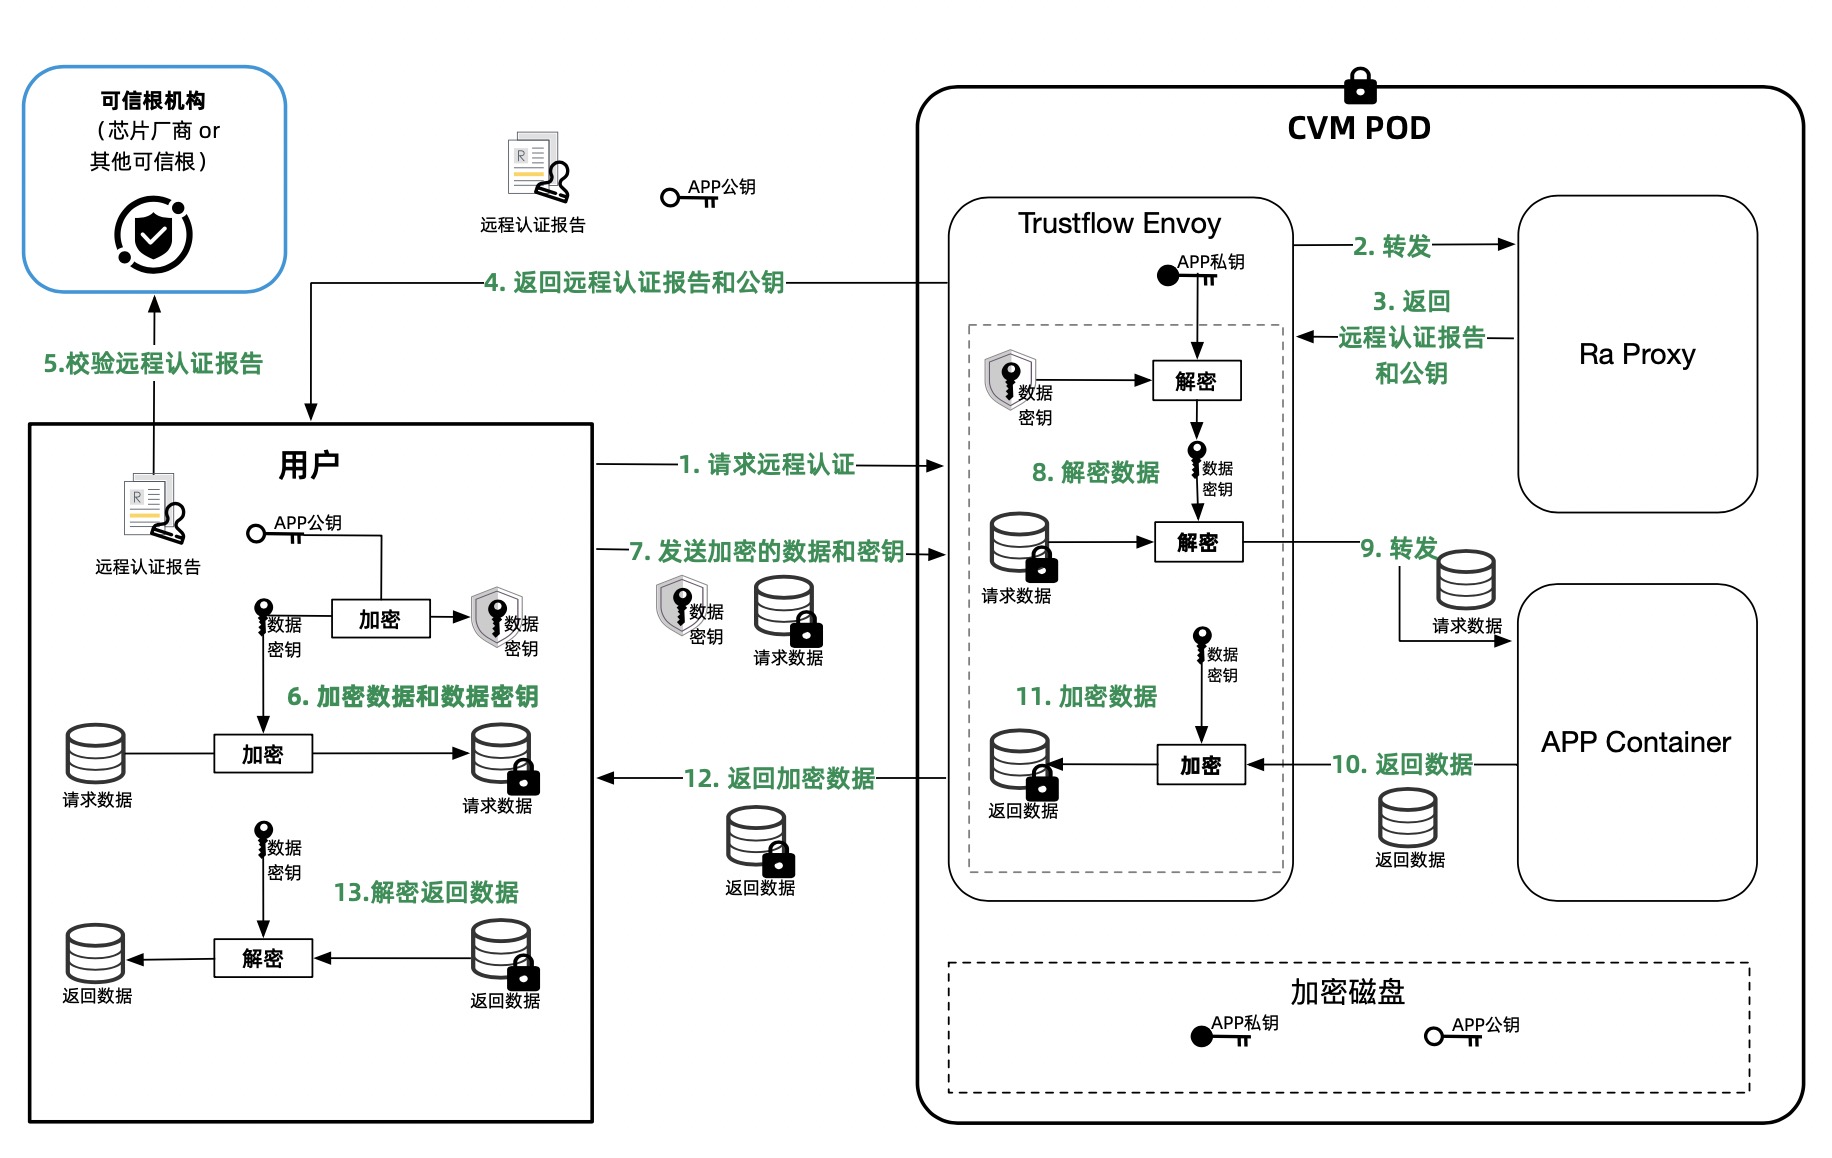 可信根机构
（芯片厂商 or
其他可信根）
远程认证报告
APP公钥
4. 返回远程认证报告和公钥
5.校验远程认证报告
用户
远程认证报告
APP公钥
数据
密钥
加密
数据
密钥
6. 加密数据和数据密钥
请求数据
加密
请求数据
数据
密钥
13.解密返回数据
返回数据
解密
返回数据
1. 请求远程认证
7. 发送加密的数据和密钥
数据
密钥
请求数据
12. 返回加密数据
返回数据
CVM POD
Trustflow Envoy
APP私钥
数据
密钥
解密
8. 解密数据
数据
密钥
请求数据
解密
数据
密钥
11. 加密数据
返回数据
加密
2. 转发
3. 返回
远程认证报告
和公钥
Ra Proxy
9. 转发
请求数据
APP Container
10. 返回数据
返回数据
加密磁盘
APP私钥
APP公钥